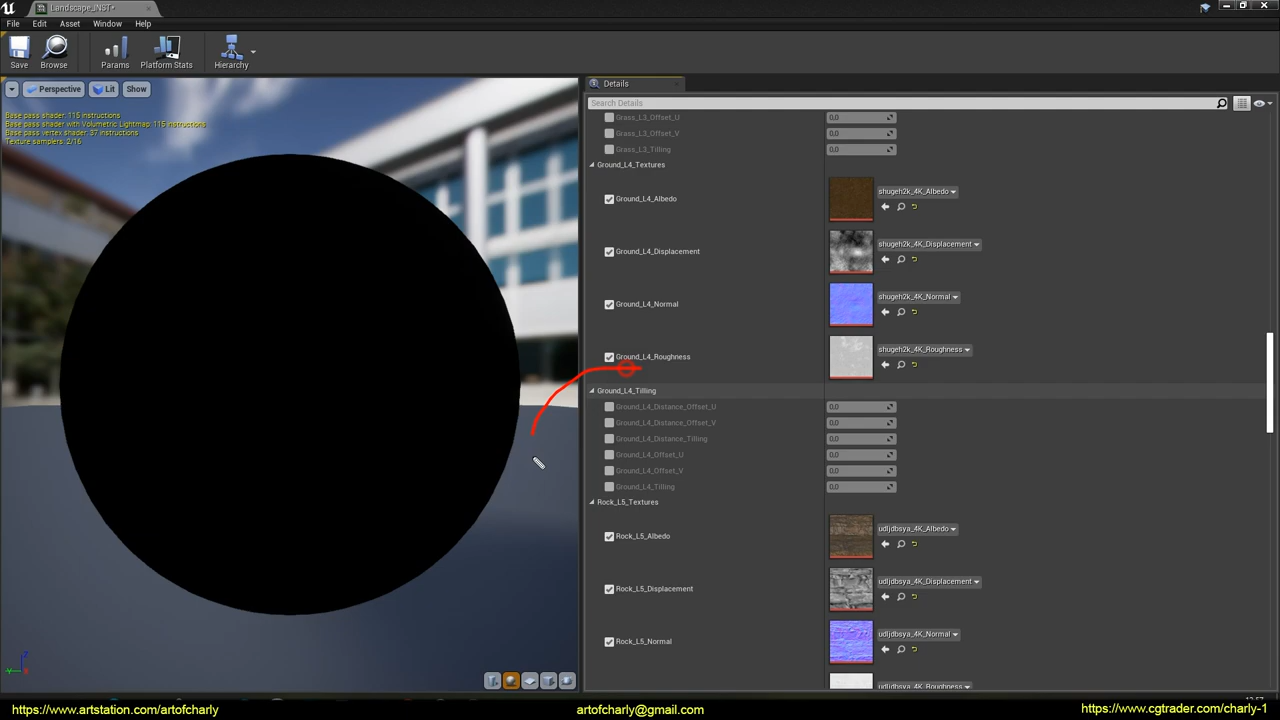 Landscape_INST*
File Edit Asset Window Help
Save Browse Params Platform Stats Hierarchy
Perspective Lit Show
Base pass shader: 115 instructions
Base pass shader with Volumetric Lightmap: 115 instructions
Base pass vertex shader: 37 instructions
Texture samplers: 2/16
Details
Search Details
Grass_L3_Offset_U 0.0
Grass_L3_Offset_V 0.0
Grass_L3_Tilling 0.0
Ground_L4_Textures
Ground_L4_Albedo shugeh2k_4K_Albedo
Ground_L4_Displacement shugeh2k_4K_Displacement
Ground_L4_Normal shugeh2k_4K_Normal
Ground_L4_Roughness shugeh2k_4K_Roughness
Ground_L4_Tilling
Ground_L4_Distance_Offset_U 0.0
Ground_L4_Distance_Offset_V 0.0
Ground_L4_Distance_Tilling 0.0
Ground_L4_Offset_U 0.0
Ground_L4_Offset_V 0.0
Ground_L4_Tilling 0.0
Rock_L5_Textures
Rock_L5_Albedo udljdbsya_4K_Albedo
Rock_L5_Displacement udljdbsya_4K_Displacement
Rock_L5_Normal udljdbsya_4K_Normal
udljdbsya_4K_Roughness
https://www.artstation.com/artofcharly artofcharly@gmail.com https://www.cgtrader.com/charly-1